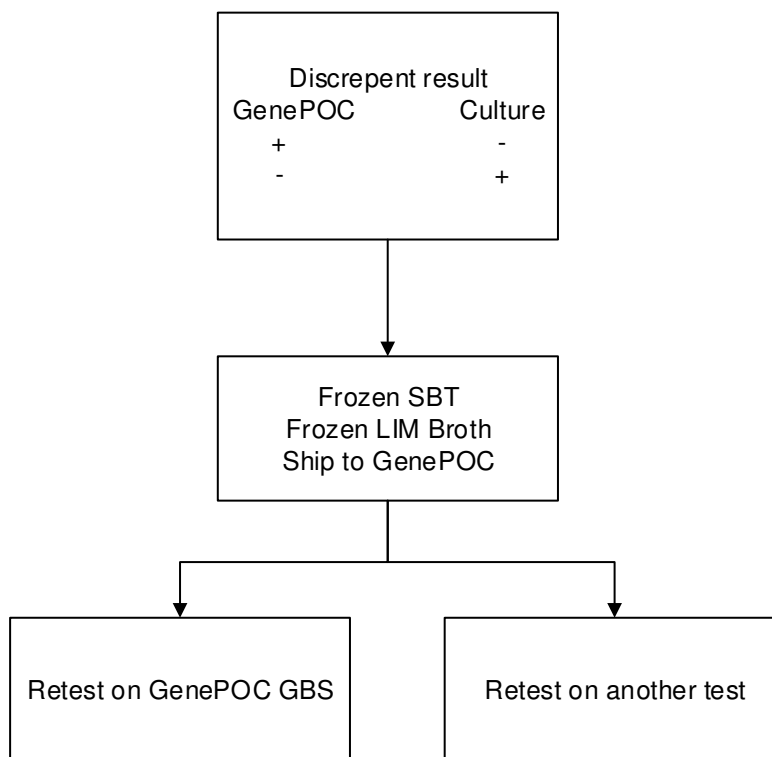 Discrepent result
GenePOC Culture
+ -
- +
Frozen SBT
Frozen LIM Broth
Ship to GenePOC
Retest on GenePOC GBS
Retest on another test